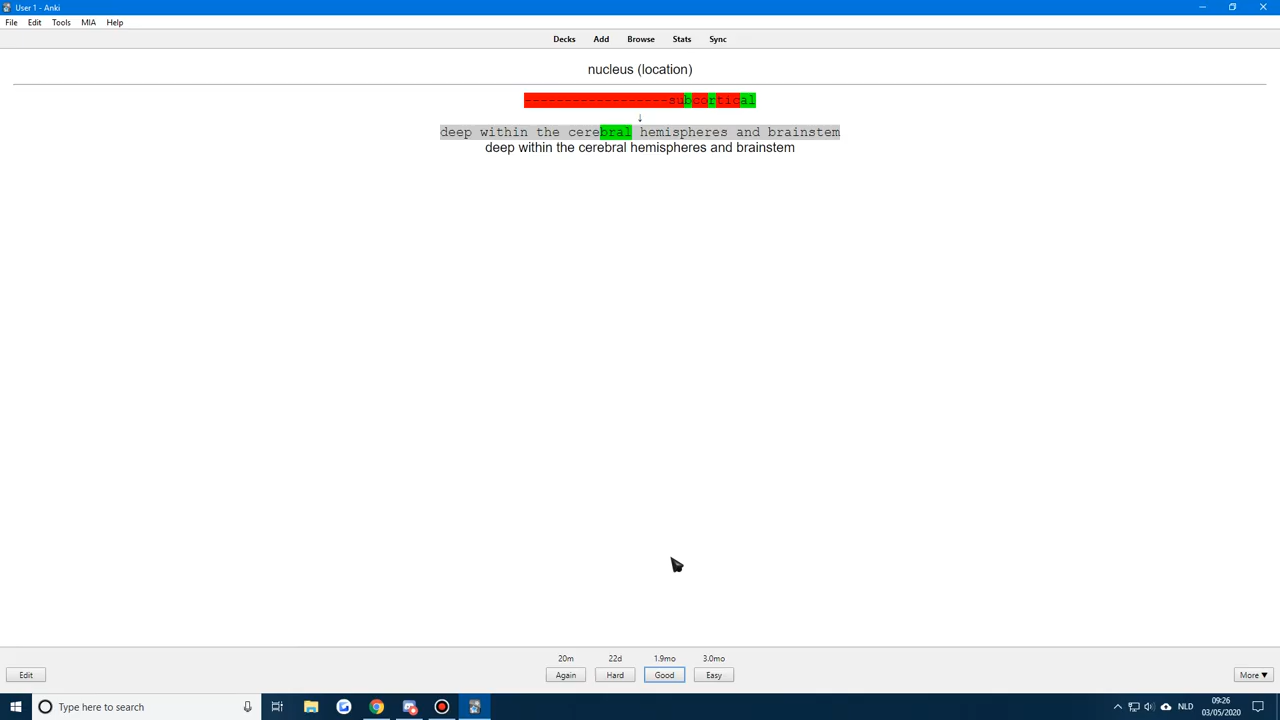 User 1 - Anki
File Edit Tools MIA Help
Decks Add Browse Stats Sync
nucleus (location)
------------------subcortical
↓
deep within the cerebral hemispheres and brainstem
deep within the cerebral hemispheres and brainstem
20m 22d 1.9mo 3.0mo
Edit Again Hard Good Easy More ▼
Type here to search
NLD
09:26
03/05/2020